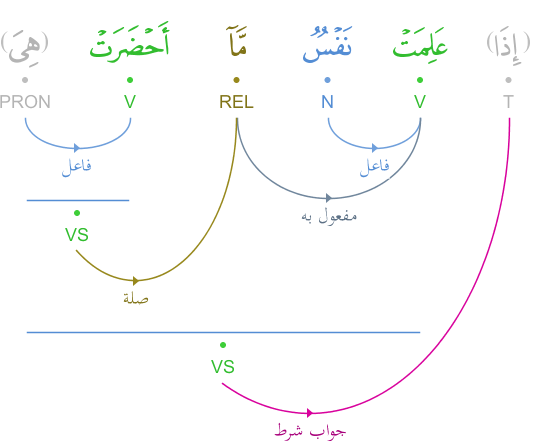 (إِذَا) عَلِمَتْ نَفْسٌ مَّآ أَحْضَرَتْ (هِىَ)
T V N REL V PRON
فاعل فاعل
مفعول به
VS
صلة
VS
جواب شرط